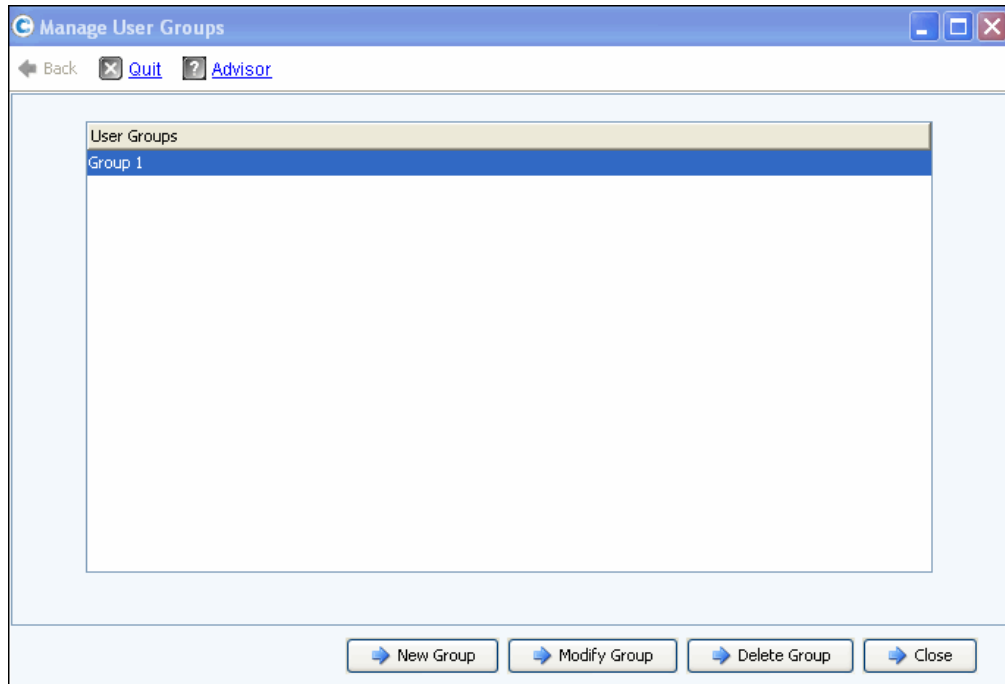 Manage User Groups
Back Quit Advisor
User Groups
Group 1
New Group Modify Group Delete Group Close